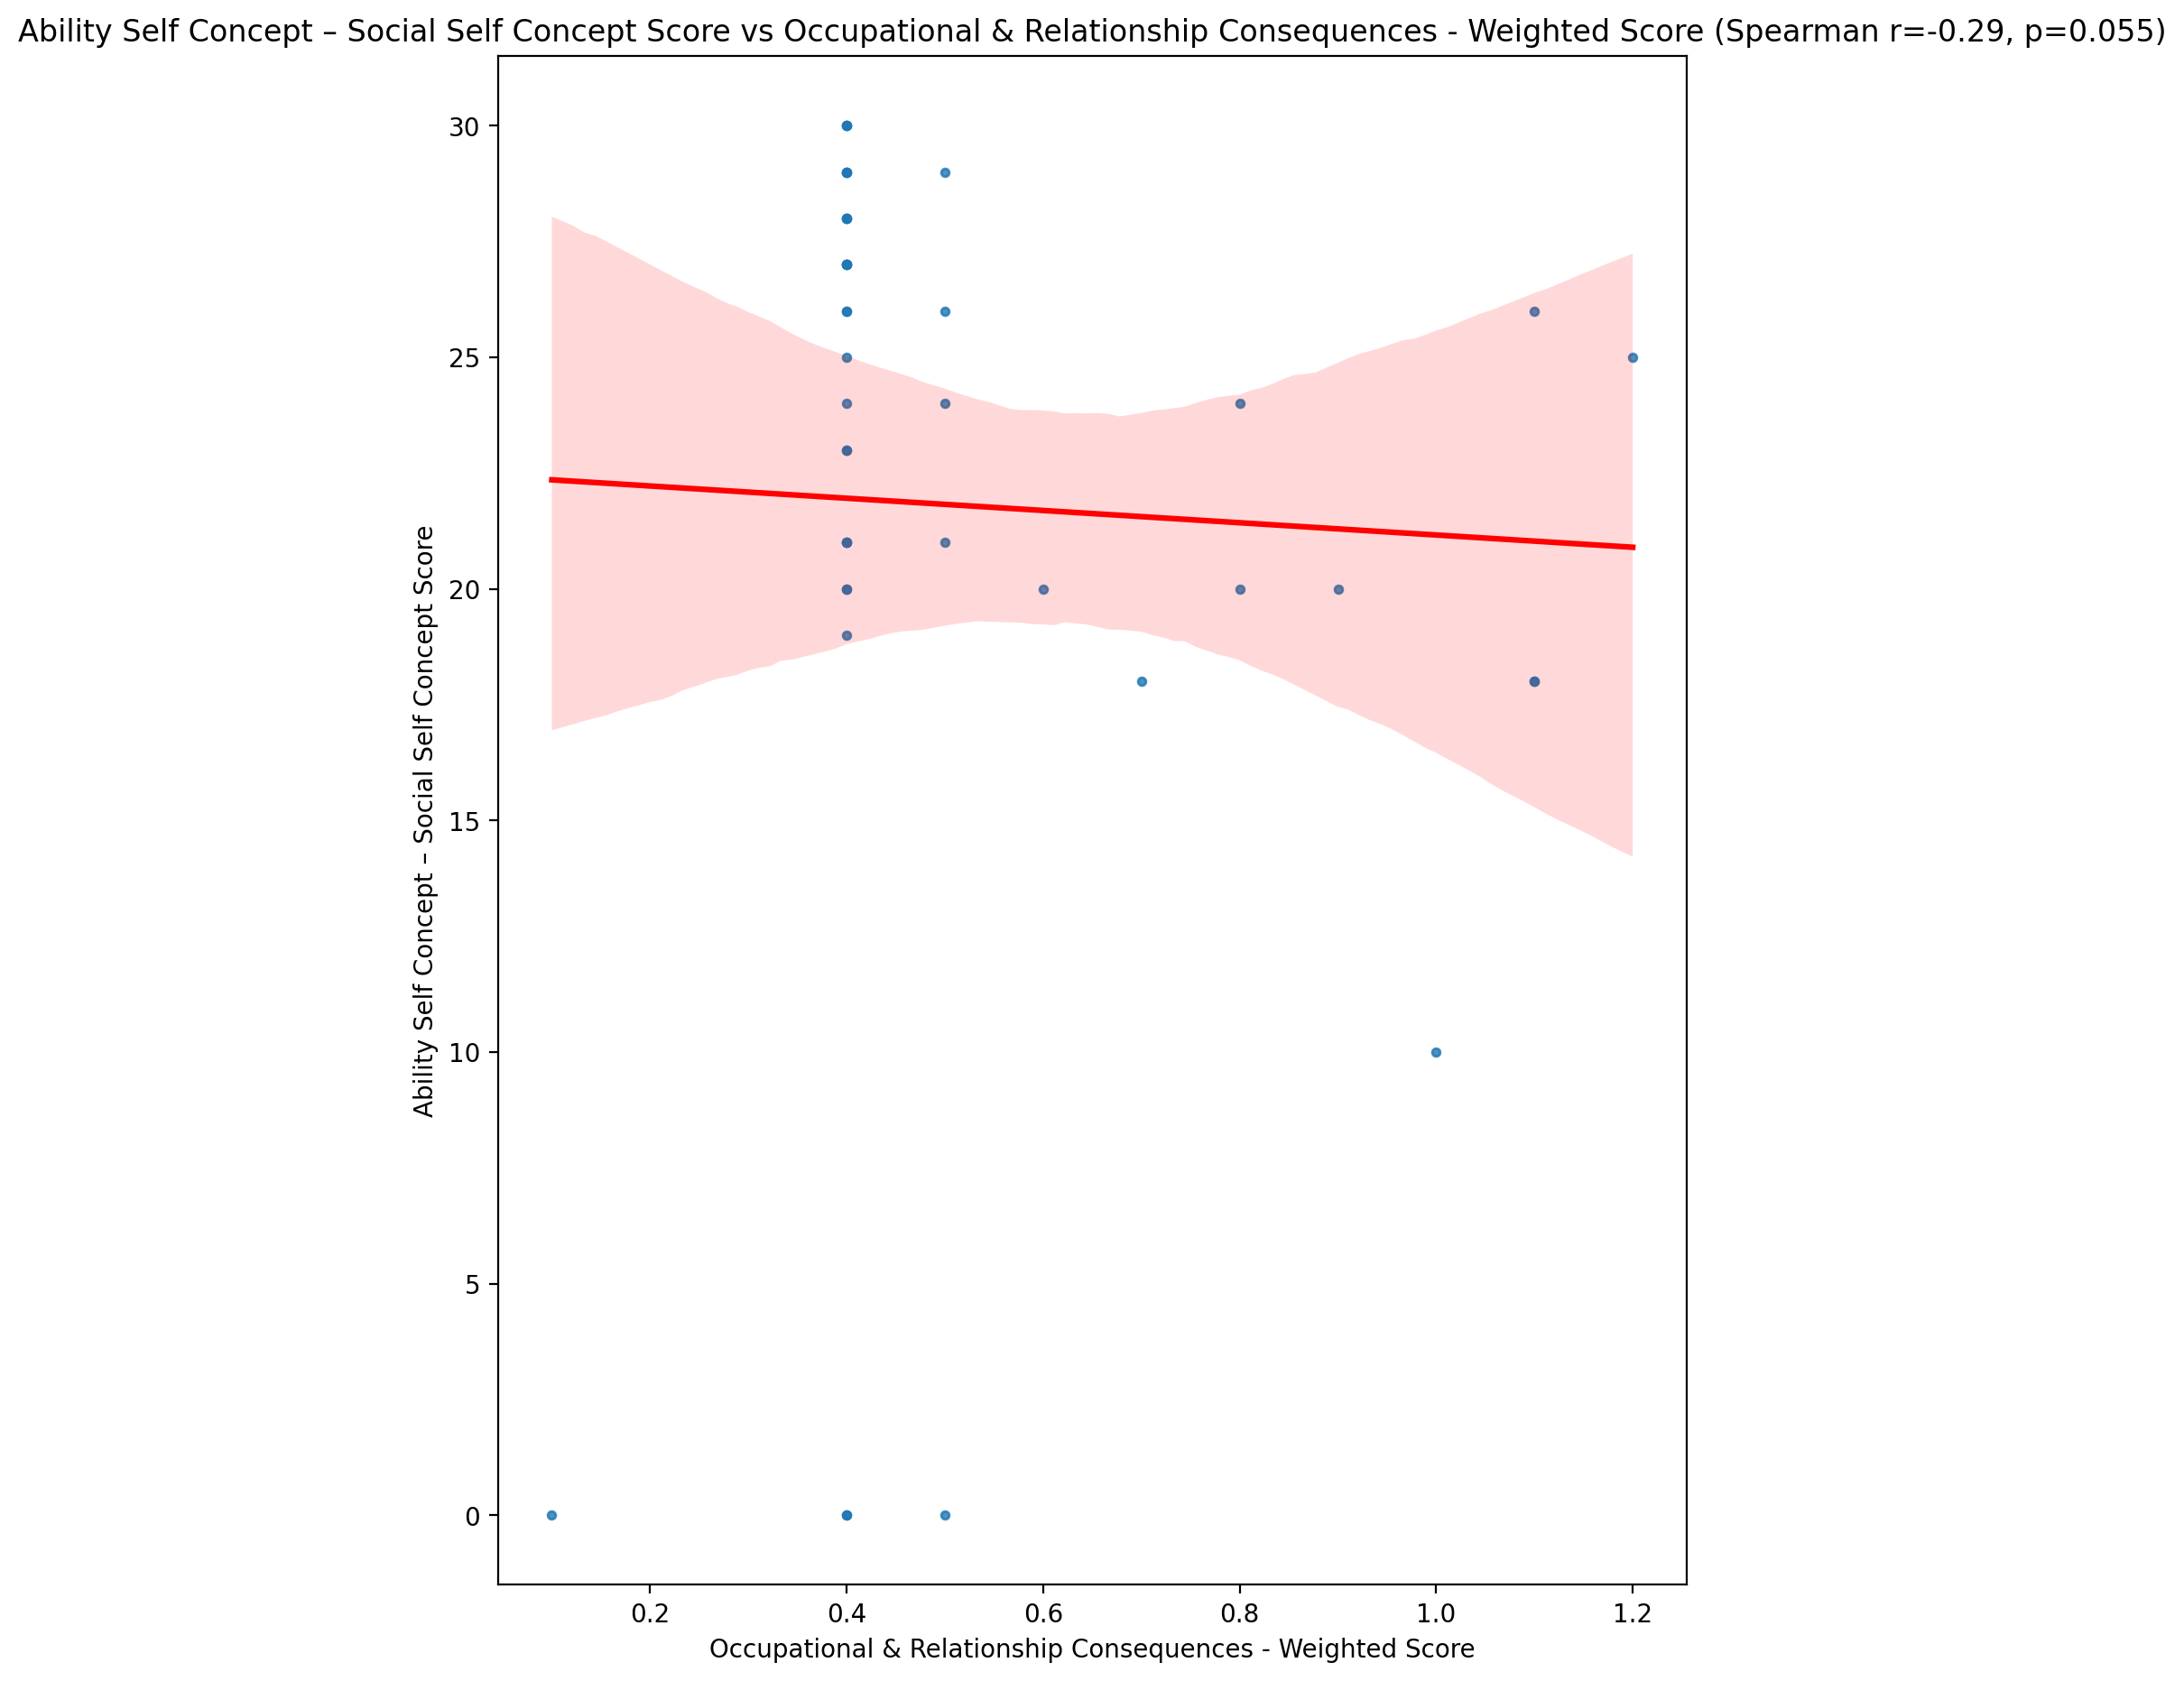 Ability Self Concept – Social Self Concept Score vs Occupational & Relationship Consequences - Weighted Score (Spearman r=-0.29, p=0.055)
Ability Self Concept – Social Self Concept Score
30
25
20
15
10
5
0
0.2 0.4 0.6 0.8 1.0 1.2
Occupational & Relationship Consequences - Weighted Score